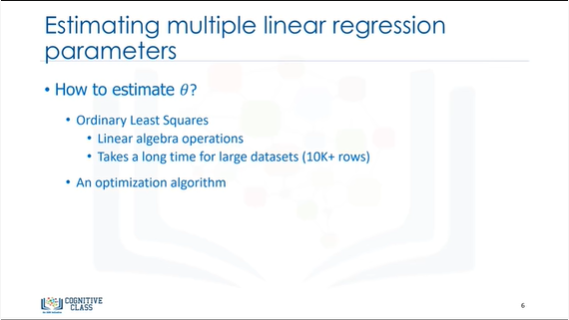 Estimating multiple linear regression
parameters
• How to estimate θ?
• Ordinary Least Squares
• Linear algebra operations
• Takes a long time for large datasets (10K+ rows)
• An optimization algorithm
COGNITIVE
CLASS
6